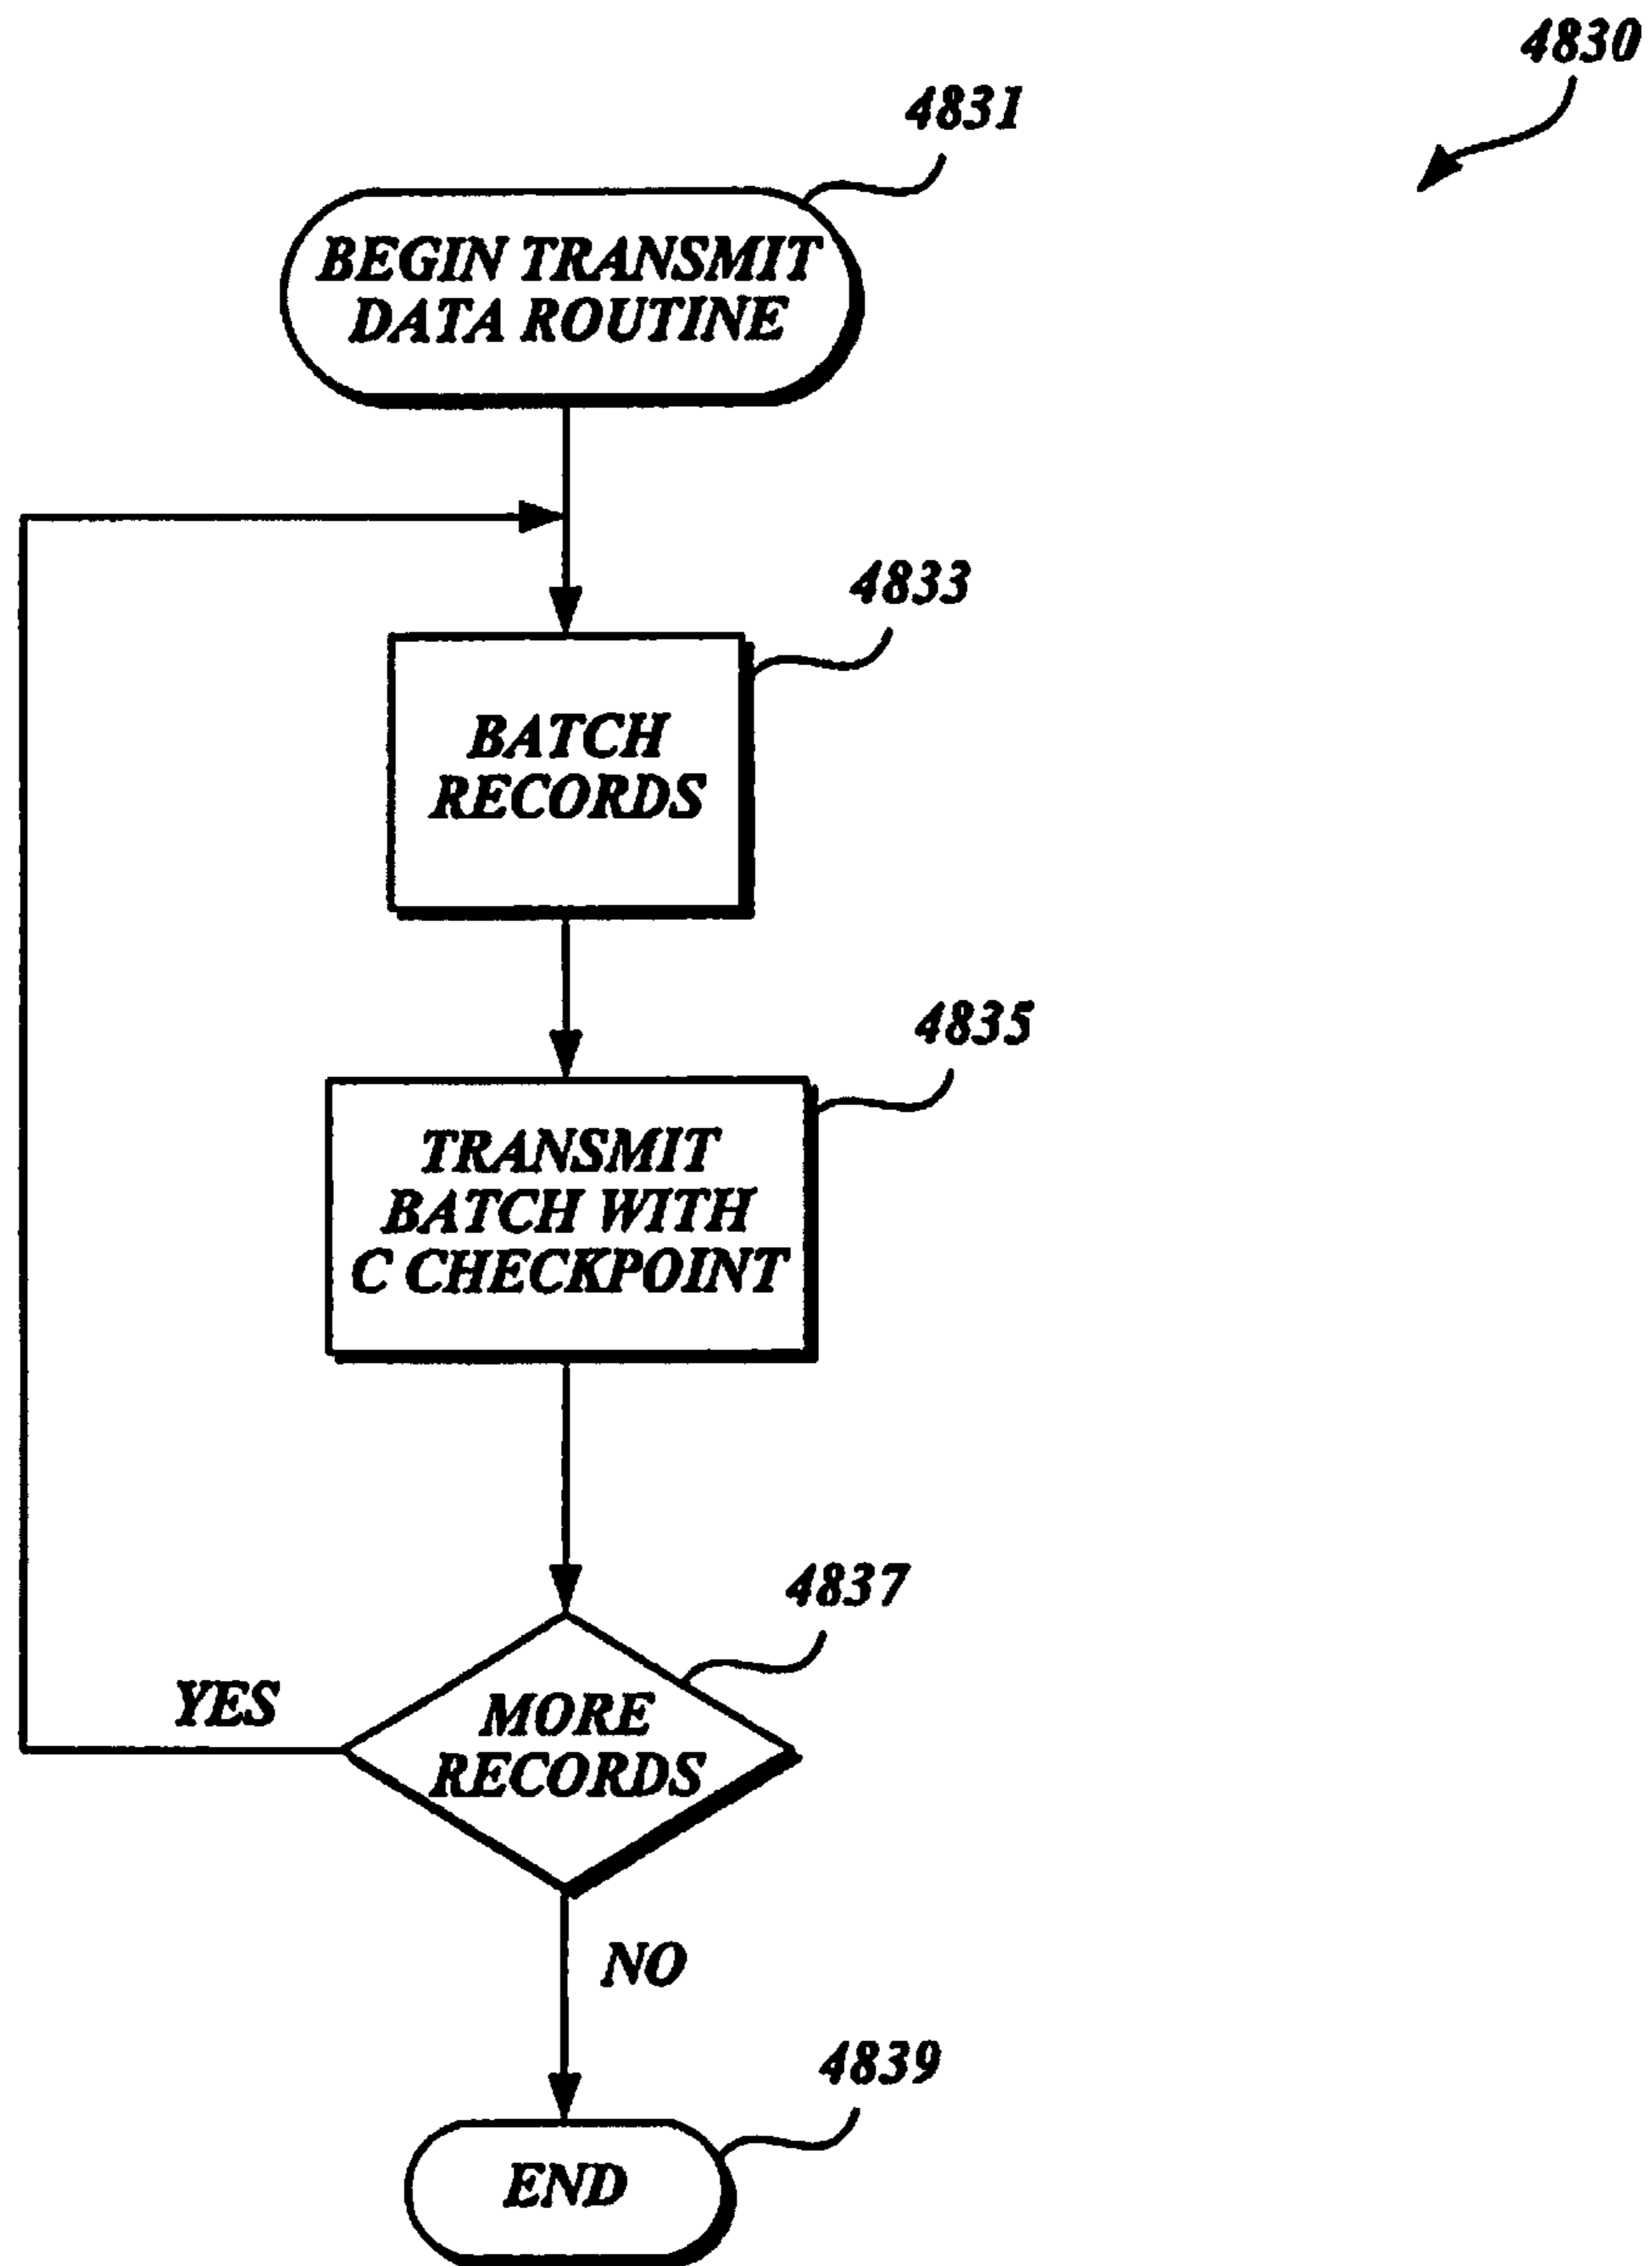 4830
4831
BEGIN TRANSMIT
DATA ROUTINE
4833
BATCH
RECORDS
4835
TRANSMIT
BATCH WITH
C CHECKPOINT
4837
YES
MORE
RECORDS
NO
4839
END